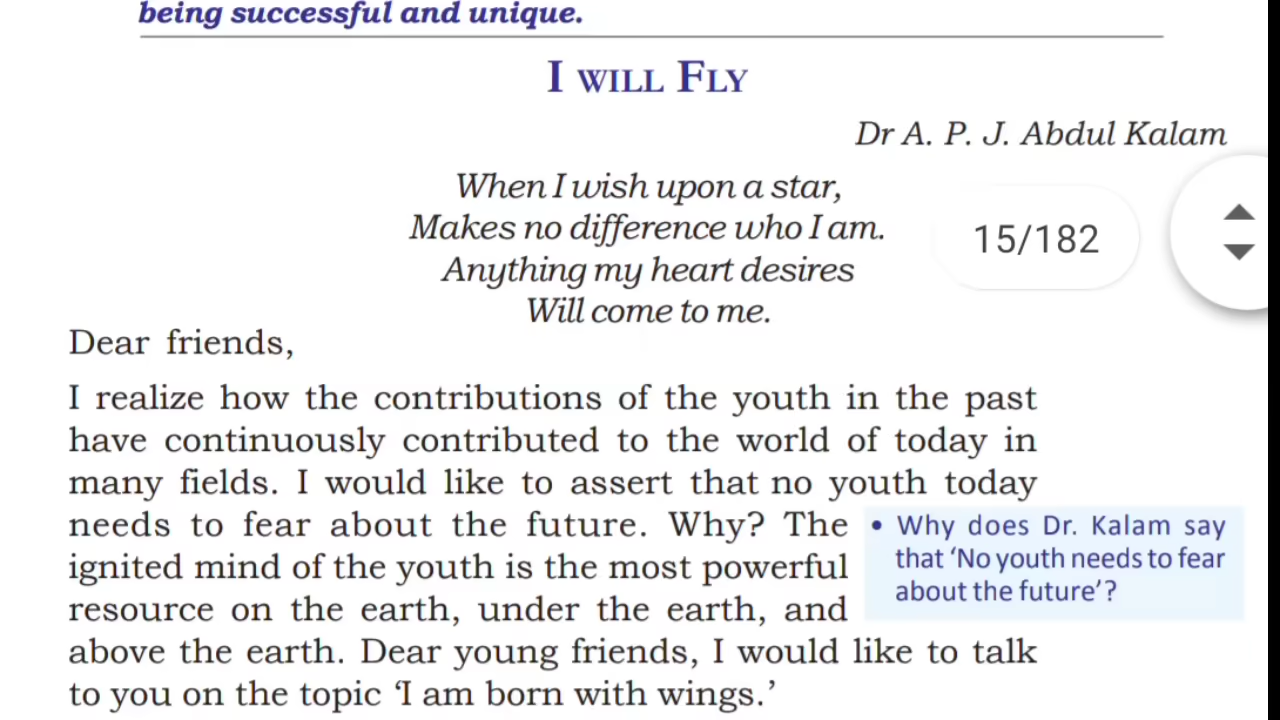 being successful and unique.
I WILL FLY
Dr A. P. J. Abdul Kalam
When I wish upon a star,
Makes no difference who I am.
Anything my heart desires
Will come to me.
15/182
Dear friends,
I realize how the contributions of the youth in the past
have continuously contributed to the world of today in
many fields. I would like to assert that no youth today
needs to fear about the future. Why? The
ignited mind of the youth is the most powerful
resource on the earth, under the earth, and
above the earth. Dear young friends, I would like to talk
to you on the topic ‘I am born with wings.’
• Why does Dr. Kalam say
that ‘No youth needs to fear
about the future’?